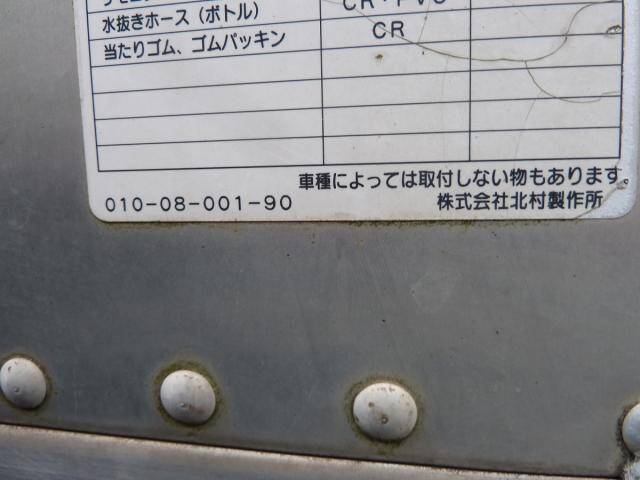 CR・PVC
水抜きホース（ボトル）
CR
当たりゴム、ゴムパッキン
車種によっては取付しない物もあります。
010-08-001-90
株式会社北村製作所